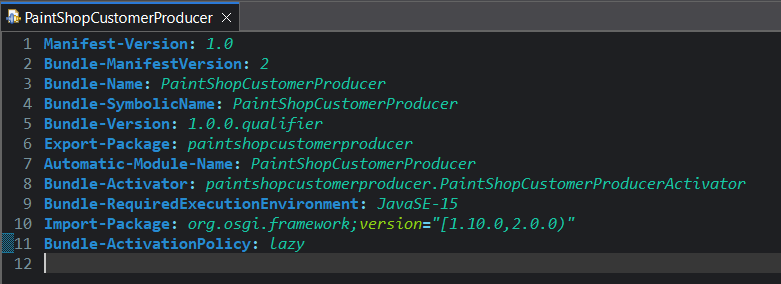 PaintShopCustomerProducer
1 Manifest-Version: 1.0
2 Bundle-ManifestVersion: 2
3 Bundle-Name: PaintShopCustomerProducer
4 Bundle-SymbolicName: PaintShopCustomerProducer
5 Bundle-Version: 1.0.0.qualifier
6 Export-Package: paintshopcustomerproducer
7 Automatic-Module-Name: PaintShopCustomerProducer
8 Bundle-Activator: paintshopcustomerproducer.PaintShopCustomerProducerActivator
9 Bundle-RequiredExecutionEnvironment: JavaSE-15
10 Import-Package: org.osgi.framework;version="[1.10.0,2.0.0)"
11 Bundle-ActivationPolicy: lazy
12